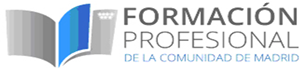 FORMACIÓN
PROFESIONAL
DE LA COMUNIDAD DE MADRID